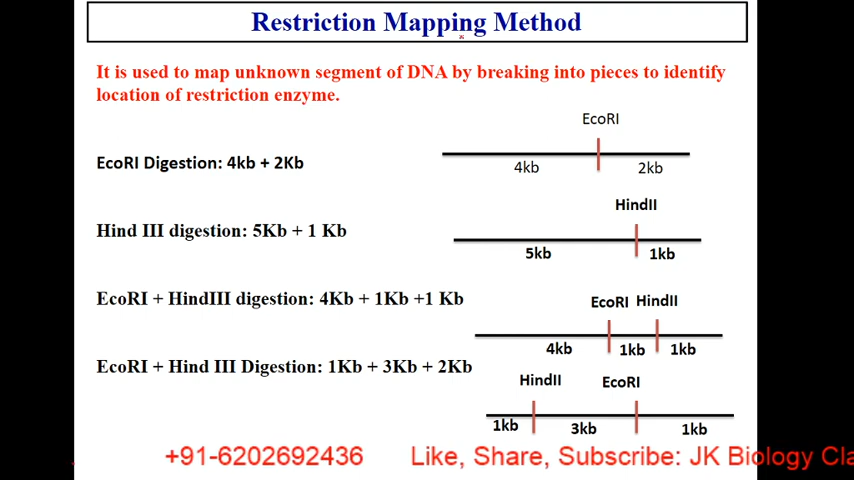 Restriction Mapping Method
It is used to map unknown segment of DNA by breaking into pieces to identify
location of restriction enzyme.
EcoRI
EcoRI Digestion: 4kb + 2Kb
4kb 2kb
HindII
Hind III digestion: 5Kb + 1 Kb
5kb 1kb
EcoRI + HindIII digestion: 4Kb + 1Kb +1 Kb
EcoRI HindII
4kb 1kb 1kb
EcoRI + Hind III Digestion: 1Kb + 3Kb + 2Kb
HindII EcoRI
1kb 3kb 1kb
+91-6202692436 Like, Share, Subscribe: JK Biology Cla